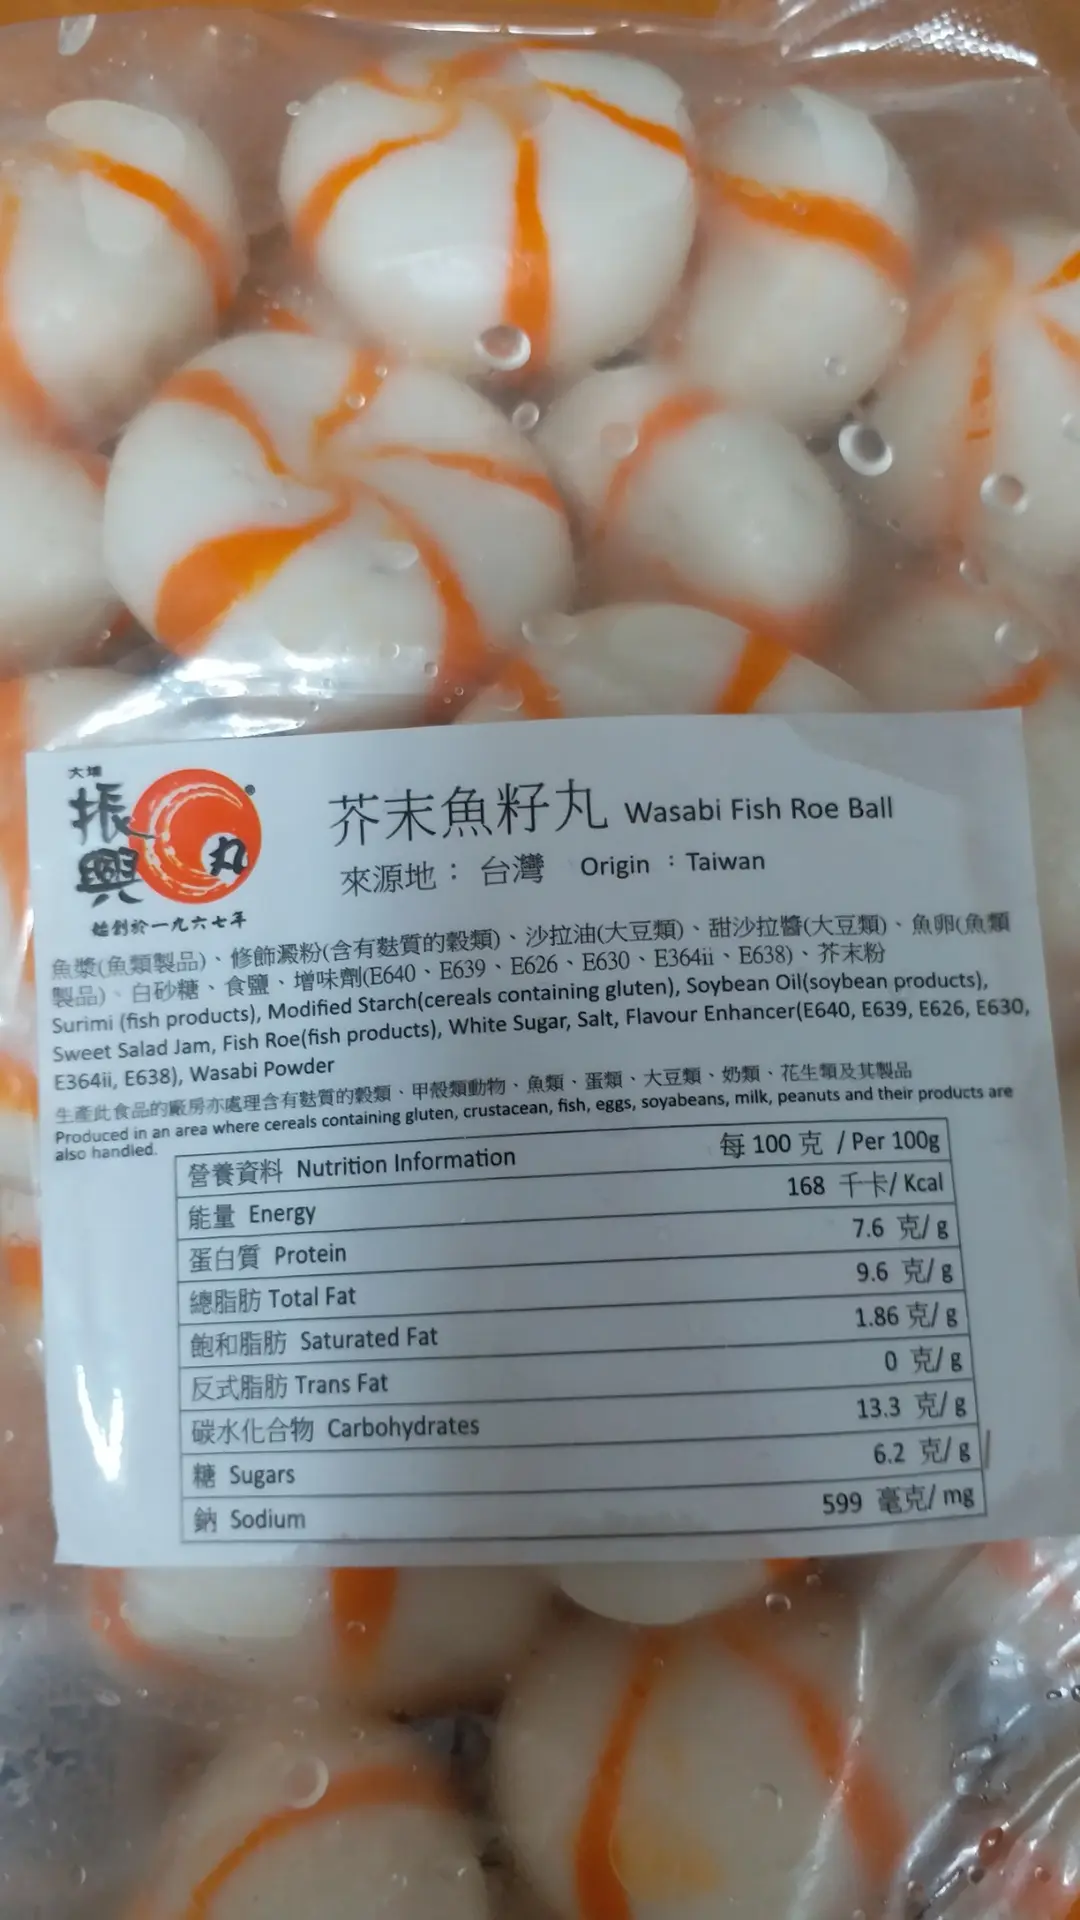 大埔
振興
丸
®
始創於一九六七年
芥末魚籽丸 Wasabi Fish Roe Ball
來源地： 台灣 Origin ：Taiwan
魚漿(魚類製品)、修飾澱粉(含有麩質的穀類)、沙拉油(大豆類)、甜沙拉醬(大豆類)、魚卵(魚類
製品)、白砂糖、食鹽、增味劑(E640、E639、E626、E630、E364ii、E638)、芥末粉
Surimi (fish products), Modified Starch(cereals containing gluten), Soybean Oil(soybean products),
Sweet Salad Jam, Fish Roe(fish products), White Sugar, Salt, Flavour Enhancer(E640, E639, E626, E630,
E364ii, E638), Wasabi Powder
生產此食品的廠房亦處理含有麩質的穀類、甲殼類動物、魚類、蛋類、大豆類、奶類、花生類及其製品
Produced in an area where cereals containing gluten, crustacean, fish, eggs, soyabeans, milk, peanuts and their products are
also handled.
營養資料 Nutrition Information 每 100 克 / Per 100g
能量 Energy 168 千卡/ Kcal
蛋白質 Protein 7.6 克/ g
總脂肪 Total Fat 9.6 克/ g
飽和脂肪 Saturated Fat 1.86 克/ g
反式脂肪 Trans Fat 0 克/ g
碳水化合物 Carbohydrates 13.3 克/ g
糖 Sugars 6.2 克/ g
鈉 Sodium 599 毫克/ mg